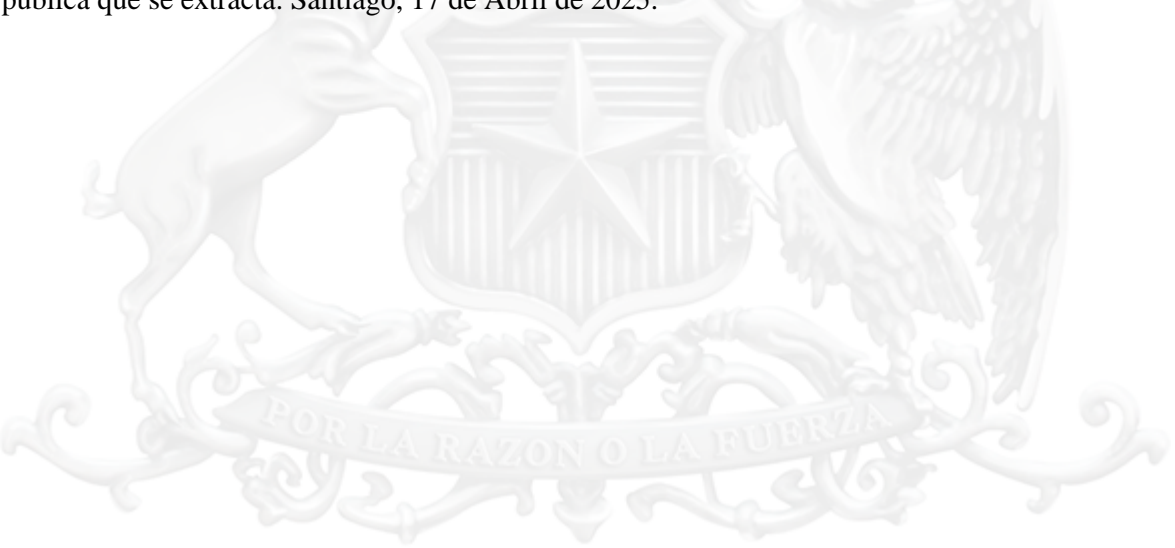 pública que se extracta. Santiago, 17 de Abril de 2025.
POR LA RAZON O LA FUERZA